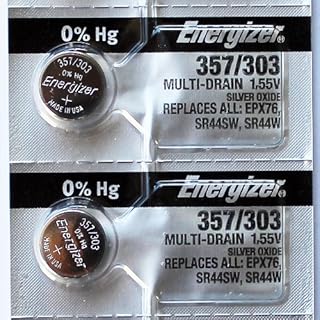 0% Hg
Energizer
357/303
0% Hg
Energizer
+
MADE IN USA
357/303
MULTI-DRAIN 1.55V
SILVER OXIDE
REPLACES ALL: EPX76,
SR44SW, SR44W
0% Hg
Energizer
357/303
0% Hg
Energizer
+
MADE IN USA
357/303
MULTI-DRAIN 1.55V
SILVER OXIDE
REPLACES ALL: EPX76,
SR44SW, SR44W